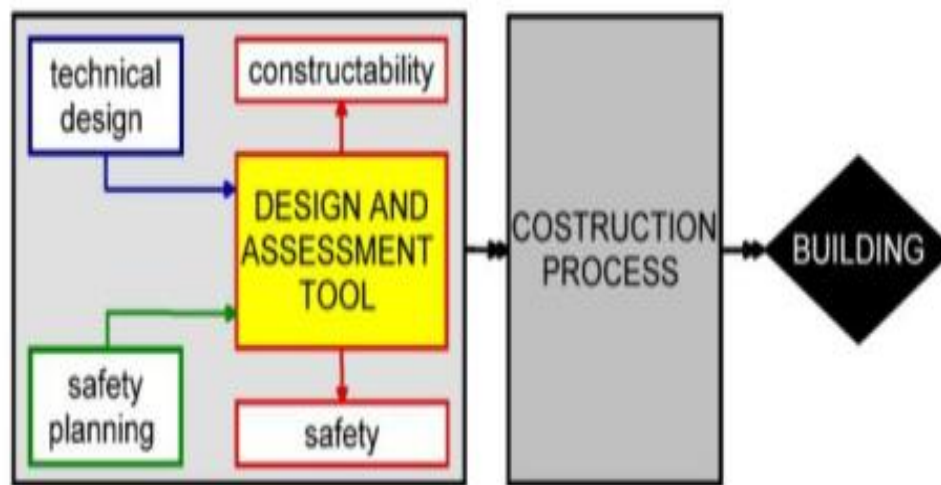 technical
design
constructability
DESIGN AND
ASSESSMENT
TOOL
safety
planning
safety
COSTRUCTION
PROCESS
BUILDING